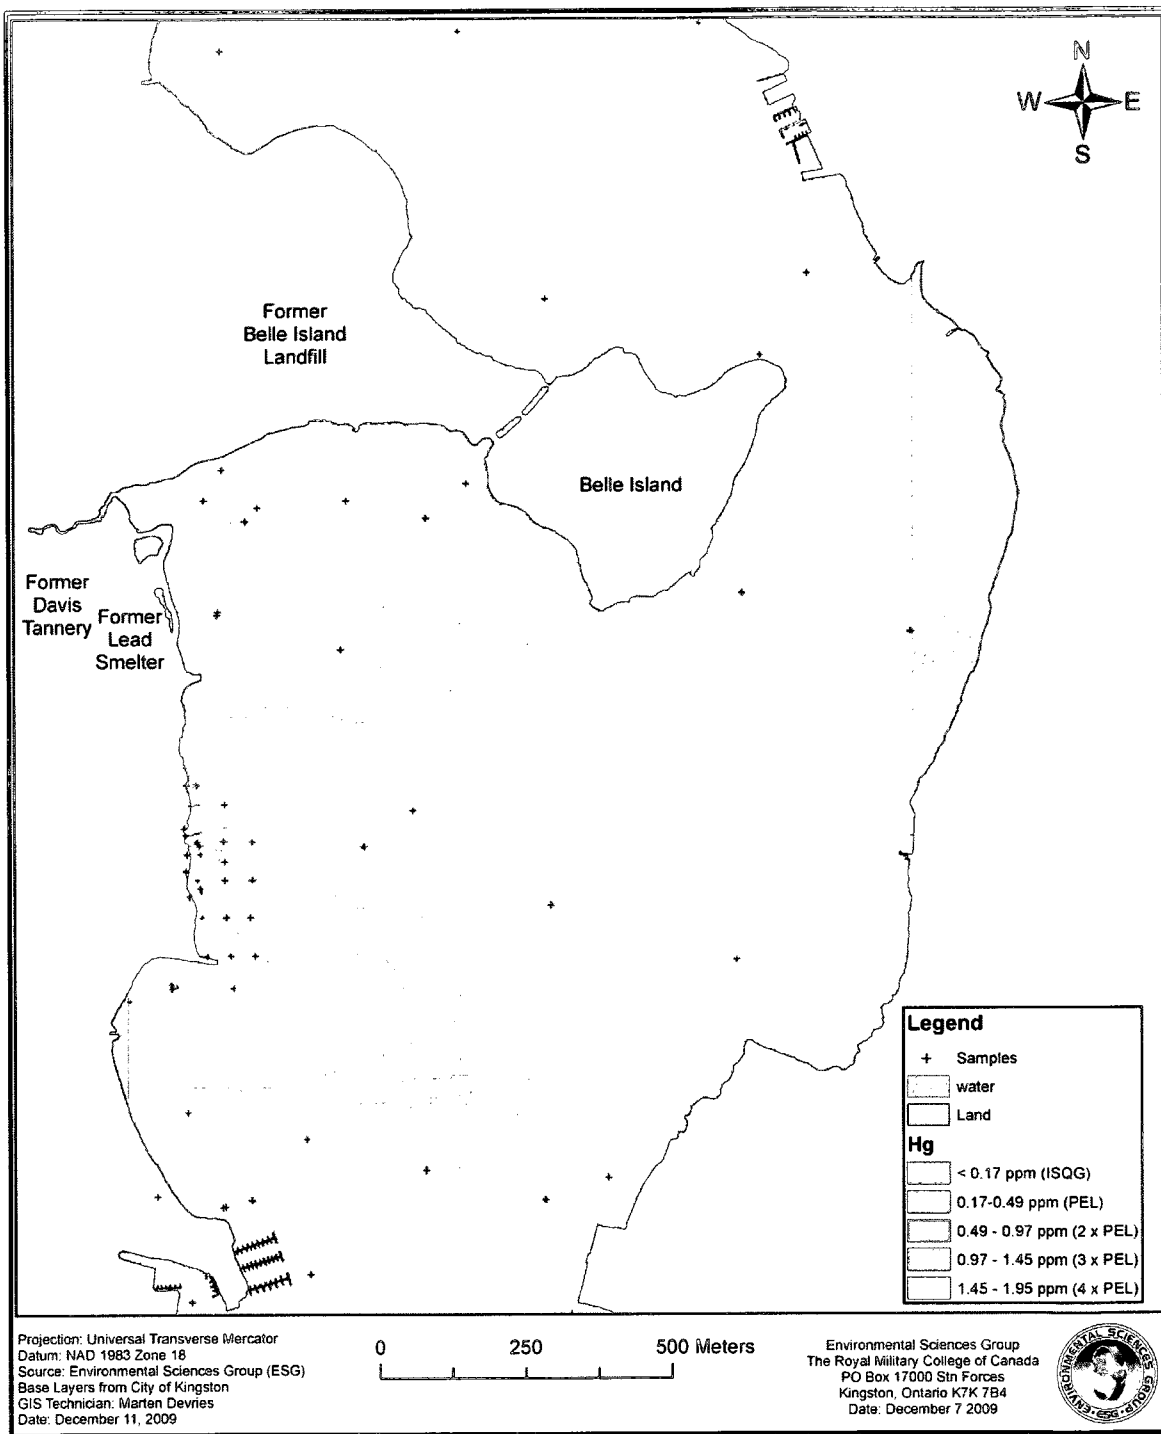 N
W E
S
Former
Belle Island
Landfill
Belle Island
Former
Davis
Tannery
Former
Lead
Smelter
Legend
Samples
water
Land
Hg
< 0.17 ppm (ISQG)
0.17-0.49 ppm (PEL)
0.49 - 0.97 ppm (2 x PEL)
0.97 - 1.45 ppm (3 x PEL)
1.45 - 1.95 ppm (4 x PEL)
Projection: Universal Transverse Mercator
Datum: NAD 1983 Zone 18
Source: Environmental Sciences Group (ESG)
Base Layers from City of Kingston
GIS Technician: Marten Devries
Date: December 11, 2009
0 250 500 Meters
Environmental Sciences Group
The Royal Military College of Canada
PO Box 17000 Stn Forces
Kingston, Ontario K7K 7B4
Date: December 7 2009
ENVIRONMENTAL SCIENCES GROUP
ESG